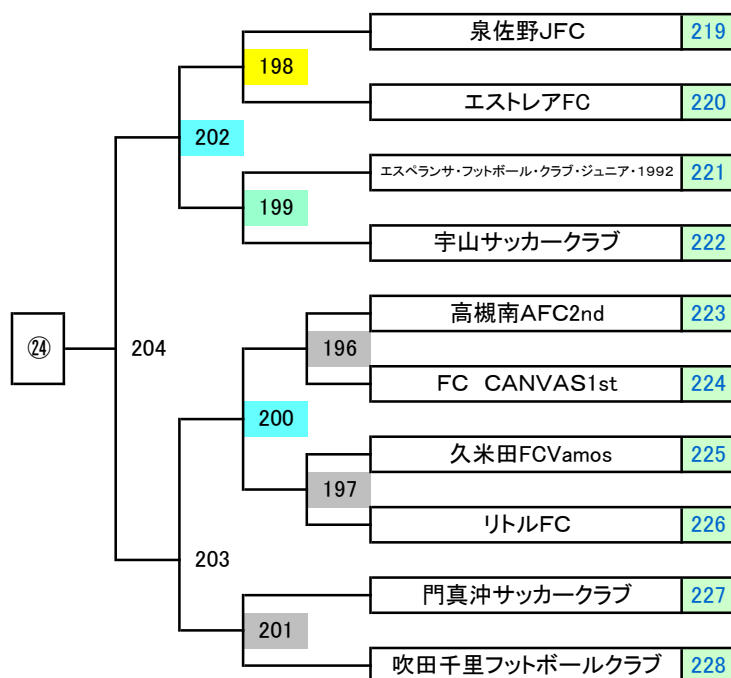 泉佐野JFC 219
198
エストレアFC 220
202
エスペランサ・フットボール・クラブ・ジュニア・1992 221
199
宇山サッカークラブ 222
高槻南AFC2nd 223
㉔ 204 196
FC CANVAS1st 224
200
久米田FCVamos 225
197
リトルFC 226
203
門真沖サッカークラブ 227
201
吹田千里フットボールクラブ 228